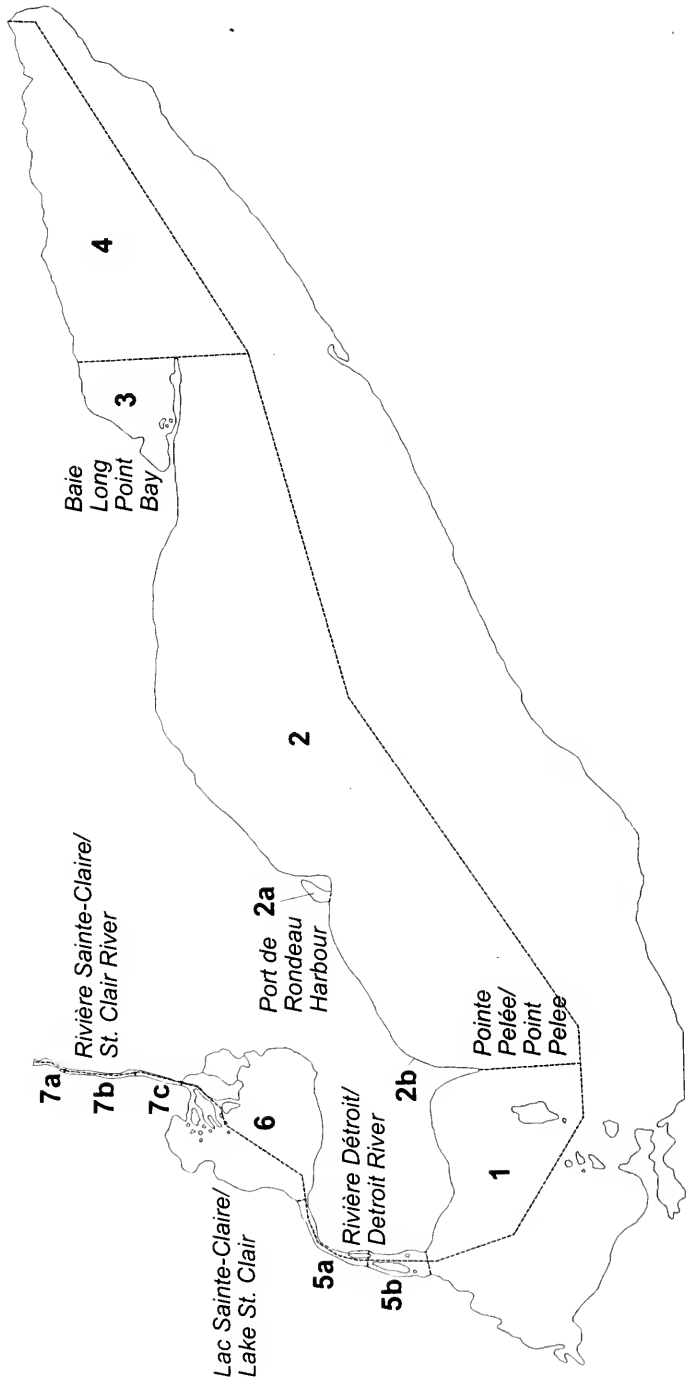 4
3
Baie
Long
Point
Bay
2
Rivière Sainte-Claire/
St. Clair River
Port de
Rondeau
Harbour
2a
7a
7b
7c
Lac Sainte-Claire/
Lake St. Clair
6
Rivière Détroit/
Detroit River
5a
5b
2b
Pointe
Pelée/
Point
Pelee
1